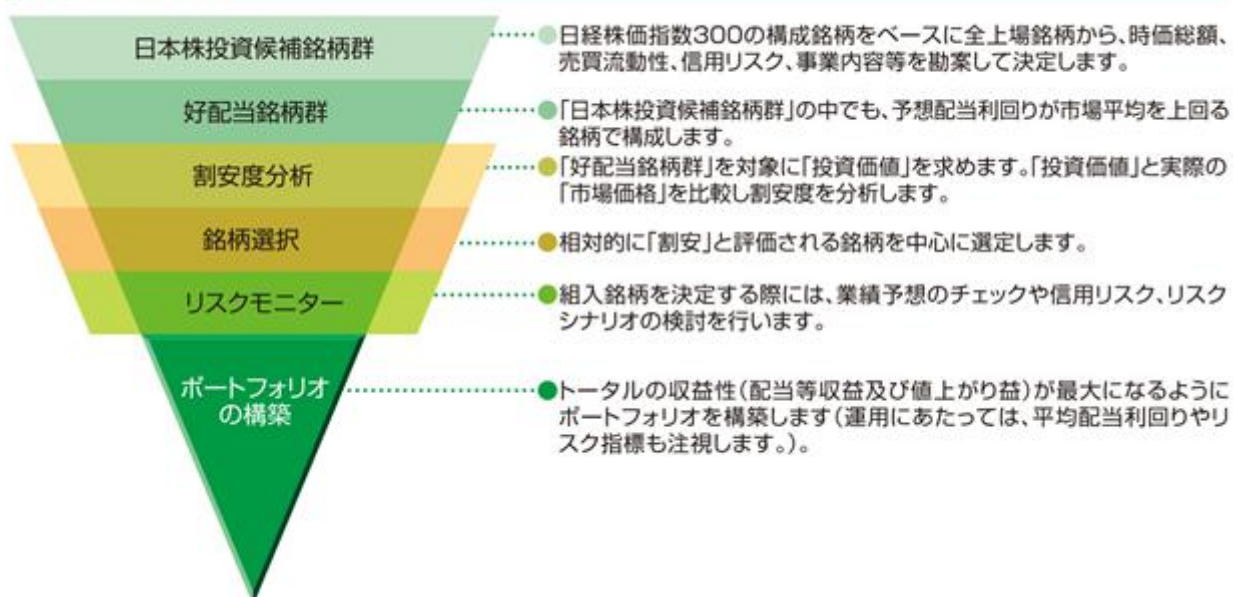 日本株投資候補銘柄群
●日経株価指数300の構成銘柄をベースに全上場銘柄から、時価総額、
売買流動性、信用リスク、事業内容等を勘案して決定します。
好配当銘柄群
●「日本株投資候補銘柄群」の中でも、予想配当利回りが市場平均を上回る
銘柄で構成します。
割安度分析
●「好配当銘柄群」を対象に「投資価値」を求めます。「投資価値」と実際の
「市場価格」を比較し割安度を分析します。
銘柄選択
●相対的に「割安」と評価される銘柄を中心に選定します。
リスクモニター
●組入銘柄を決定する際には、業績予想のチェックや信用リスク、リスク
シナリオの検討を行います。
ポートフォリオ
の構築
●トータルの収益性(配当等収益及び値上がり益)が最大になるように
ポートフォリオを構築します(運用にあたっては、平均配当利回りやリ
スク指標も注視します。)。